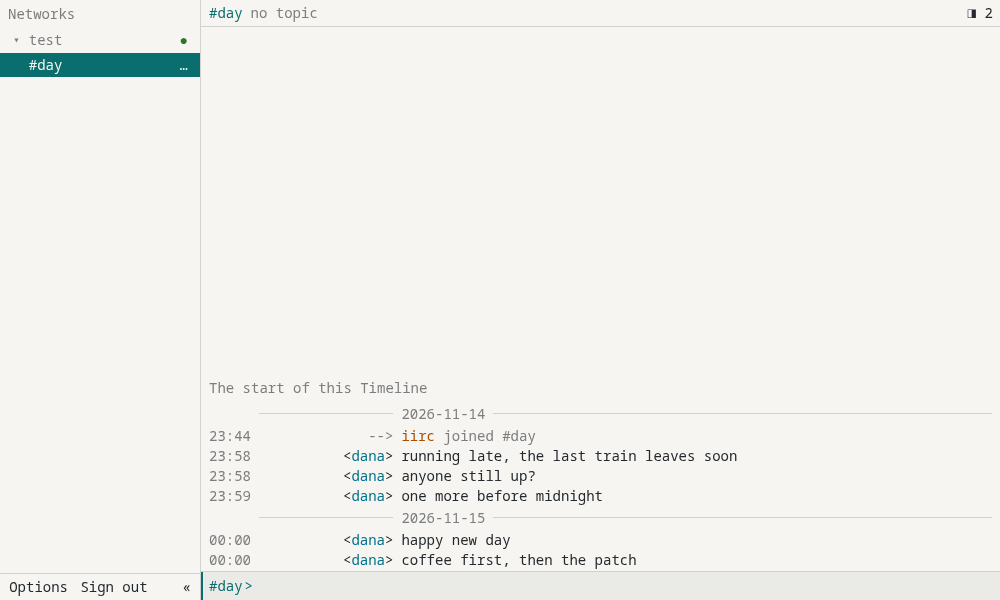 Networks
▾ test ●
#day …
Options Sign out «
#day no topic ◨ 2
The start of this Timeline
2026-11-14
23:44 --> iirc joined #day
23:58 <dana> running late, the last train leaves soon
23:58 <dana> anyone still up?
23:59 <dana> one more before midnight
2026-11-15
00:00 <dana> happy new day
00:00 <dana> coffee first, then the patch
#day>